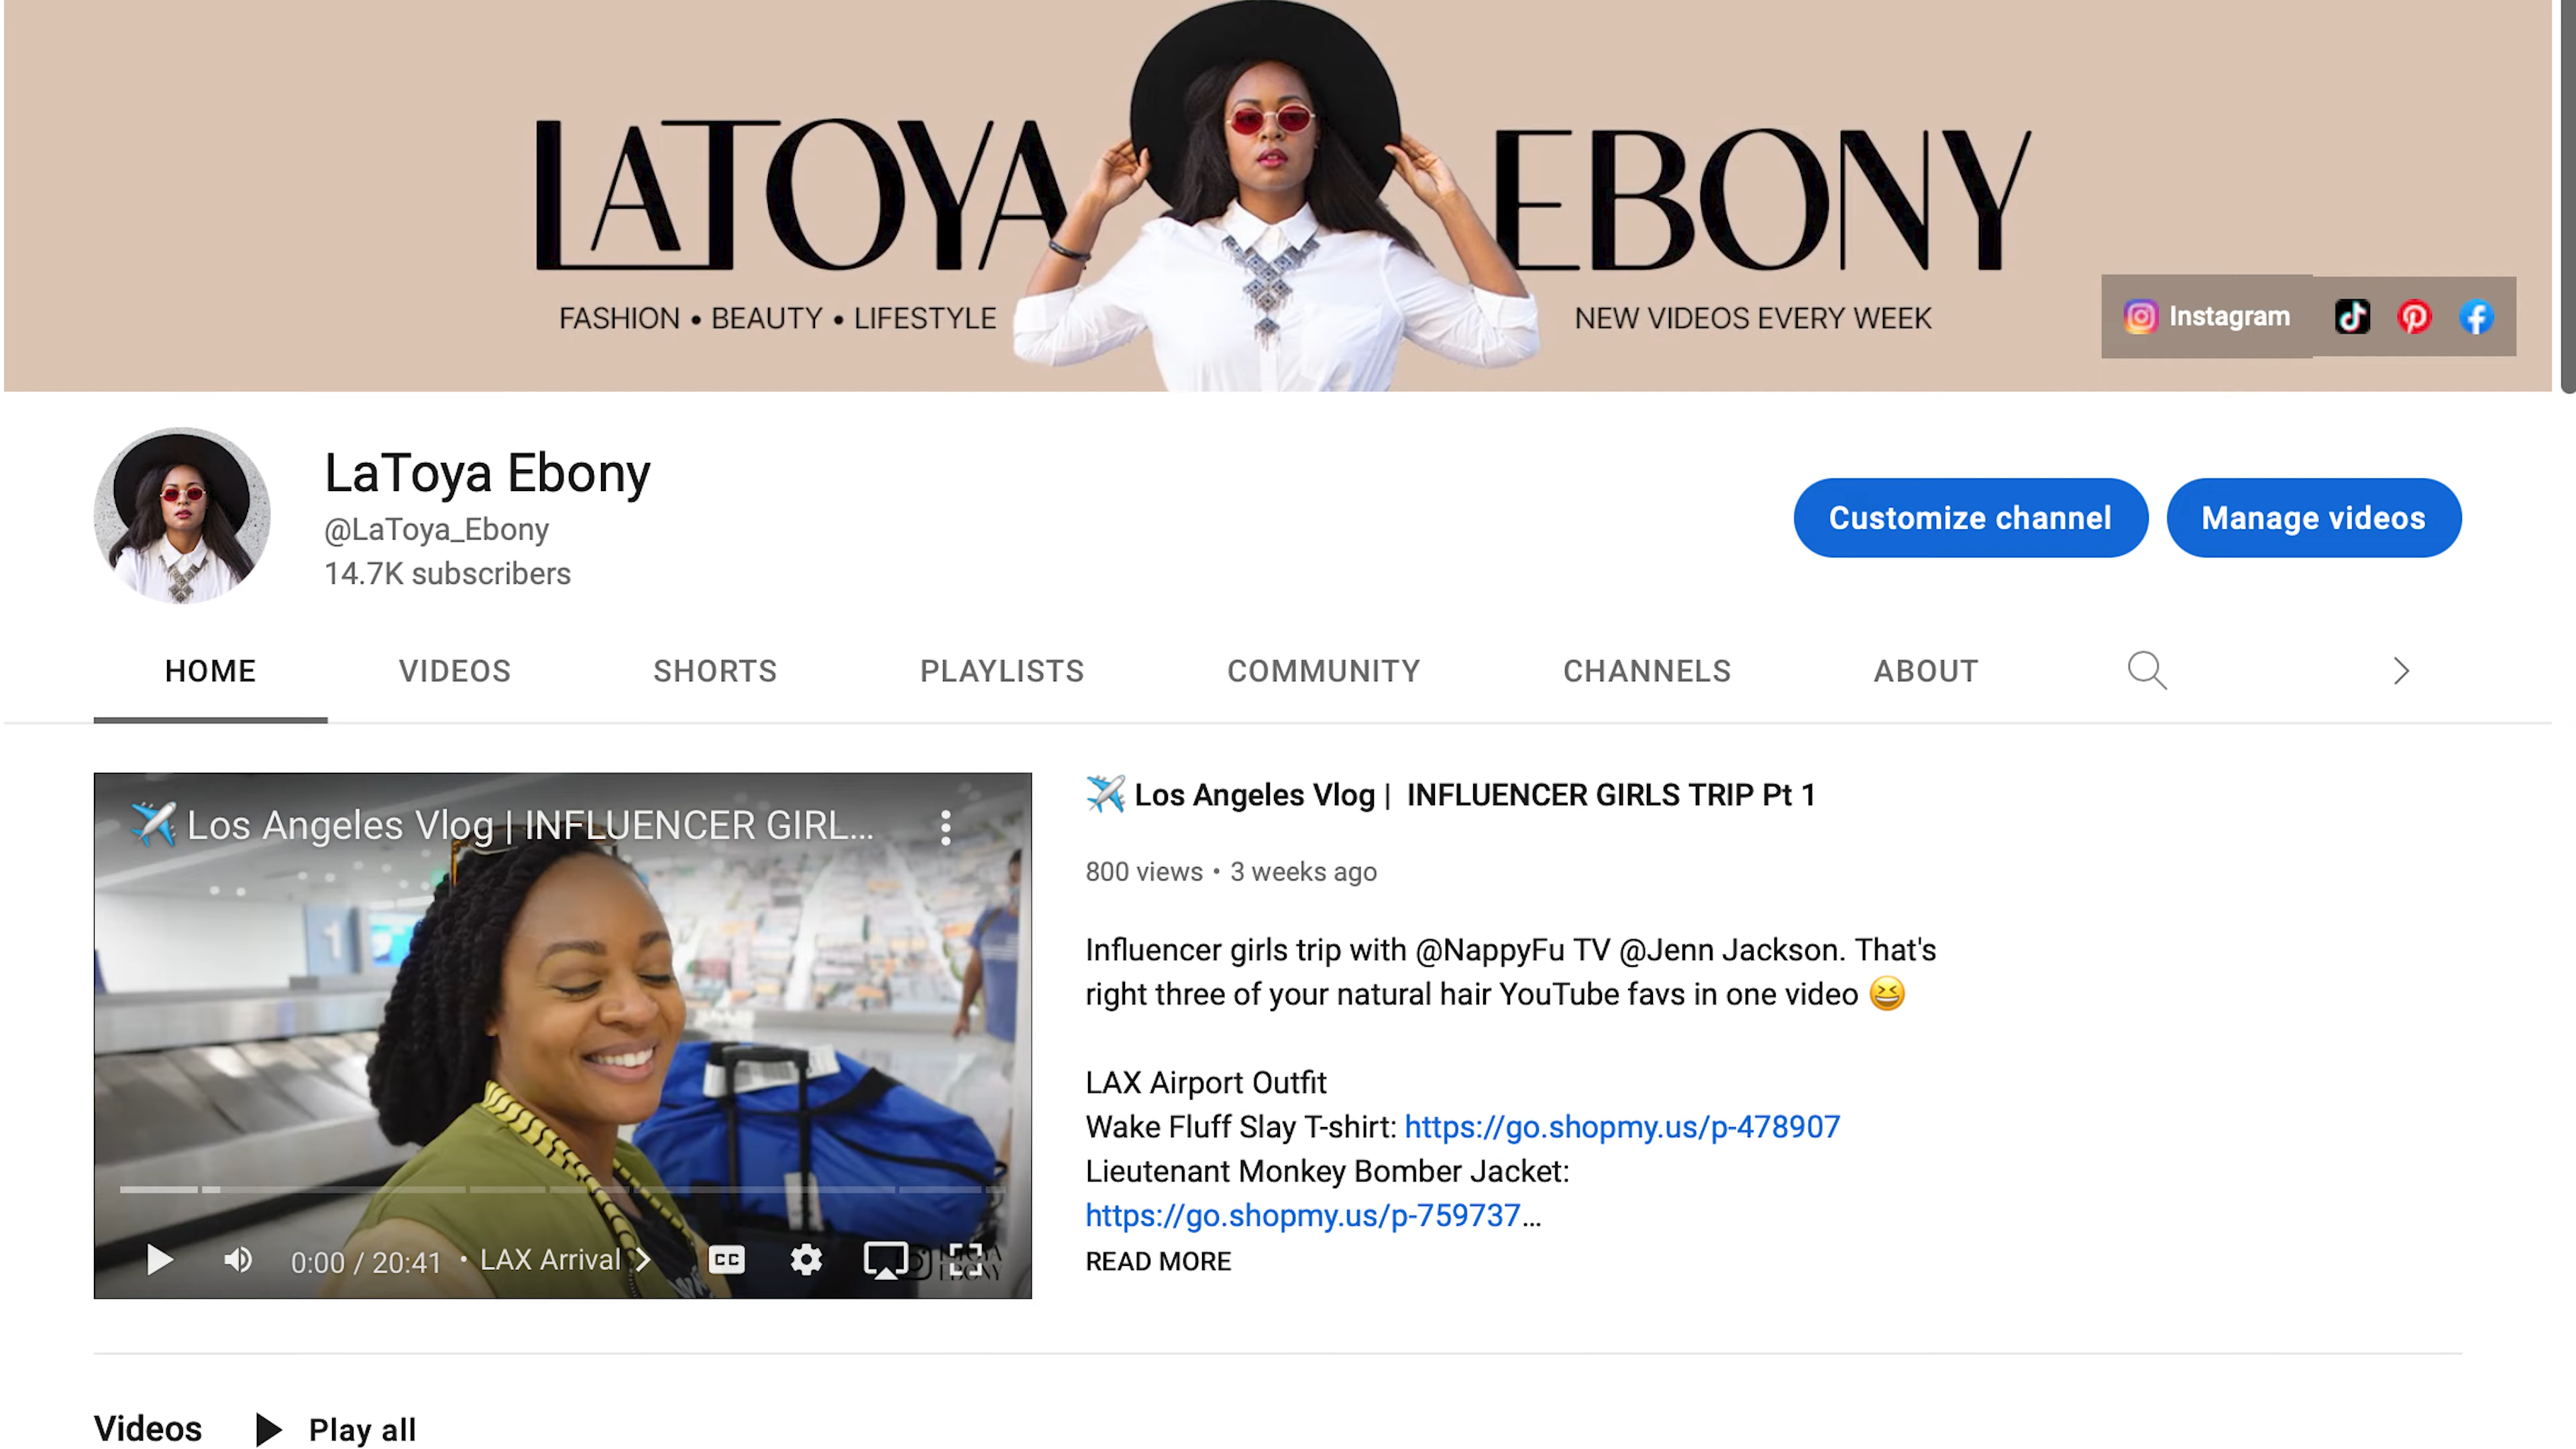 LATOYA EBONY
FASHION • BEAUTY • LIFESTYLE
NEW VIDEOS EVERY WEEK
Instagram
LaToya Ebony
@LaToya_Ebony
14.7K subscribers
Customize channel
Manage videos
HOME VIDEOS SHORTS PLAYLISTS COMMUNITY CHANNELS ABOUT
✈️ Los Angeles Vlog | INFLUENCER GIRL...
1
0:00 / 20:41 • LAX Arrival
CC
EBONY
✈️ Los Angeles Vlog | INFLUENCER GIRLS TRIP Pt 1
800 views • 3 weeks ago
Influencer girls trip with @NappyFu TV @Jenn Jackson. That's
right three of your natural hair YouTube favs in one video 😆
LAX Airport Outfit
Wake Fluff Slay T-shirt: https://go.shopmy.us/p-478907
Lieutenant Monkey Bomber Jacket:
https://go.shopmy.us/p-759737...
READ MORE
Videos
Play all